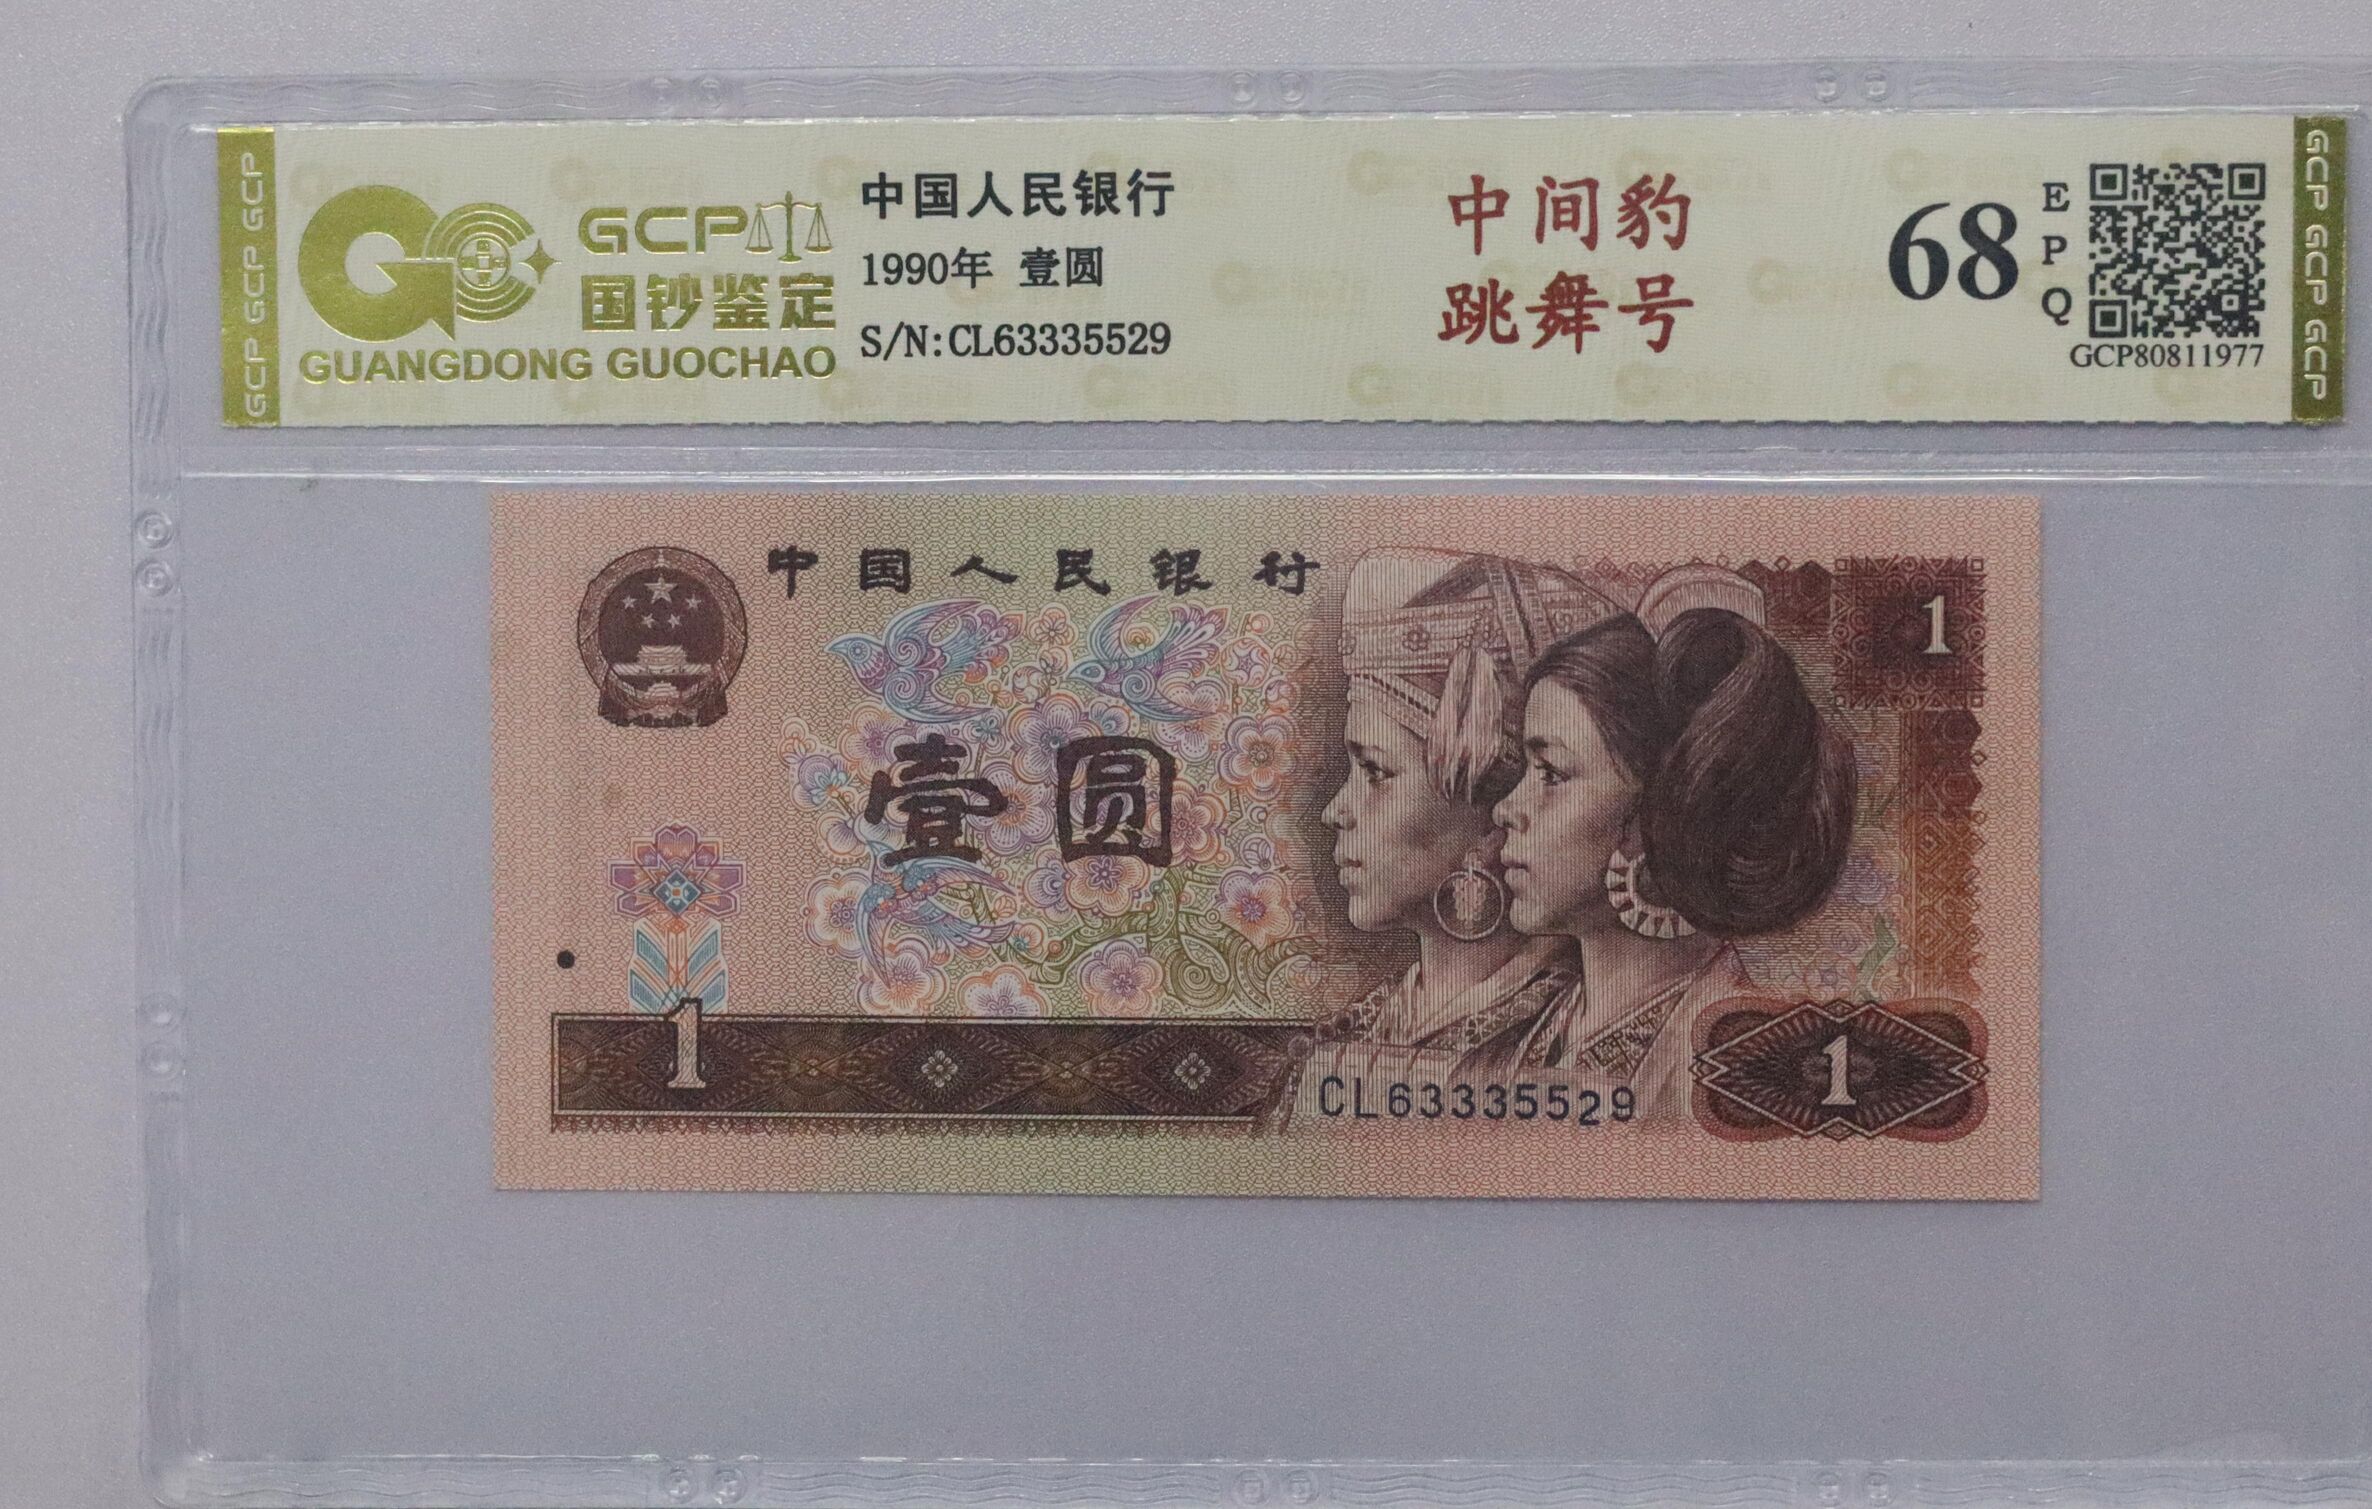 GCP GCP GCP
GCP
国钞鉴定
GUANGDONG GUOCHAO
中国人民银行
1990年 壹圆
S/N:CL63335529
中间豹
跳舞号
68
EPQ
GCP80811977
GCP GCP GCP
中国人民银行
1
壹圆
1
CL63335529
1